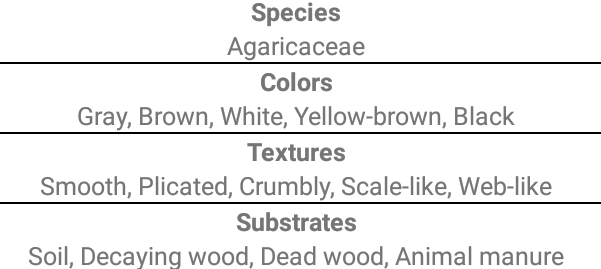 Species
Agaricaceae
Colors
Gray, Brown, White, Yellow-brown, Black
Textures
Smooth, Plicated, Crumbly, Scale-like, Web-like
Substrates
Soil, Decaying wood, Dead wood, Animal manure